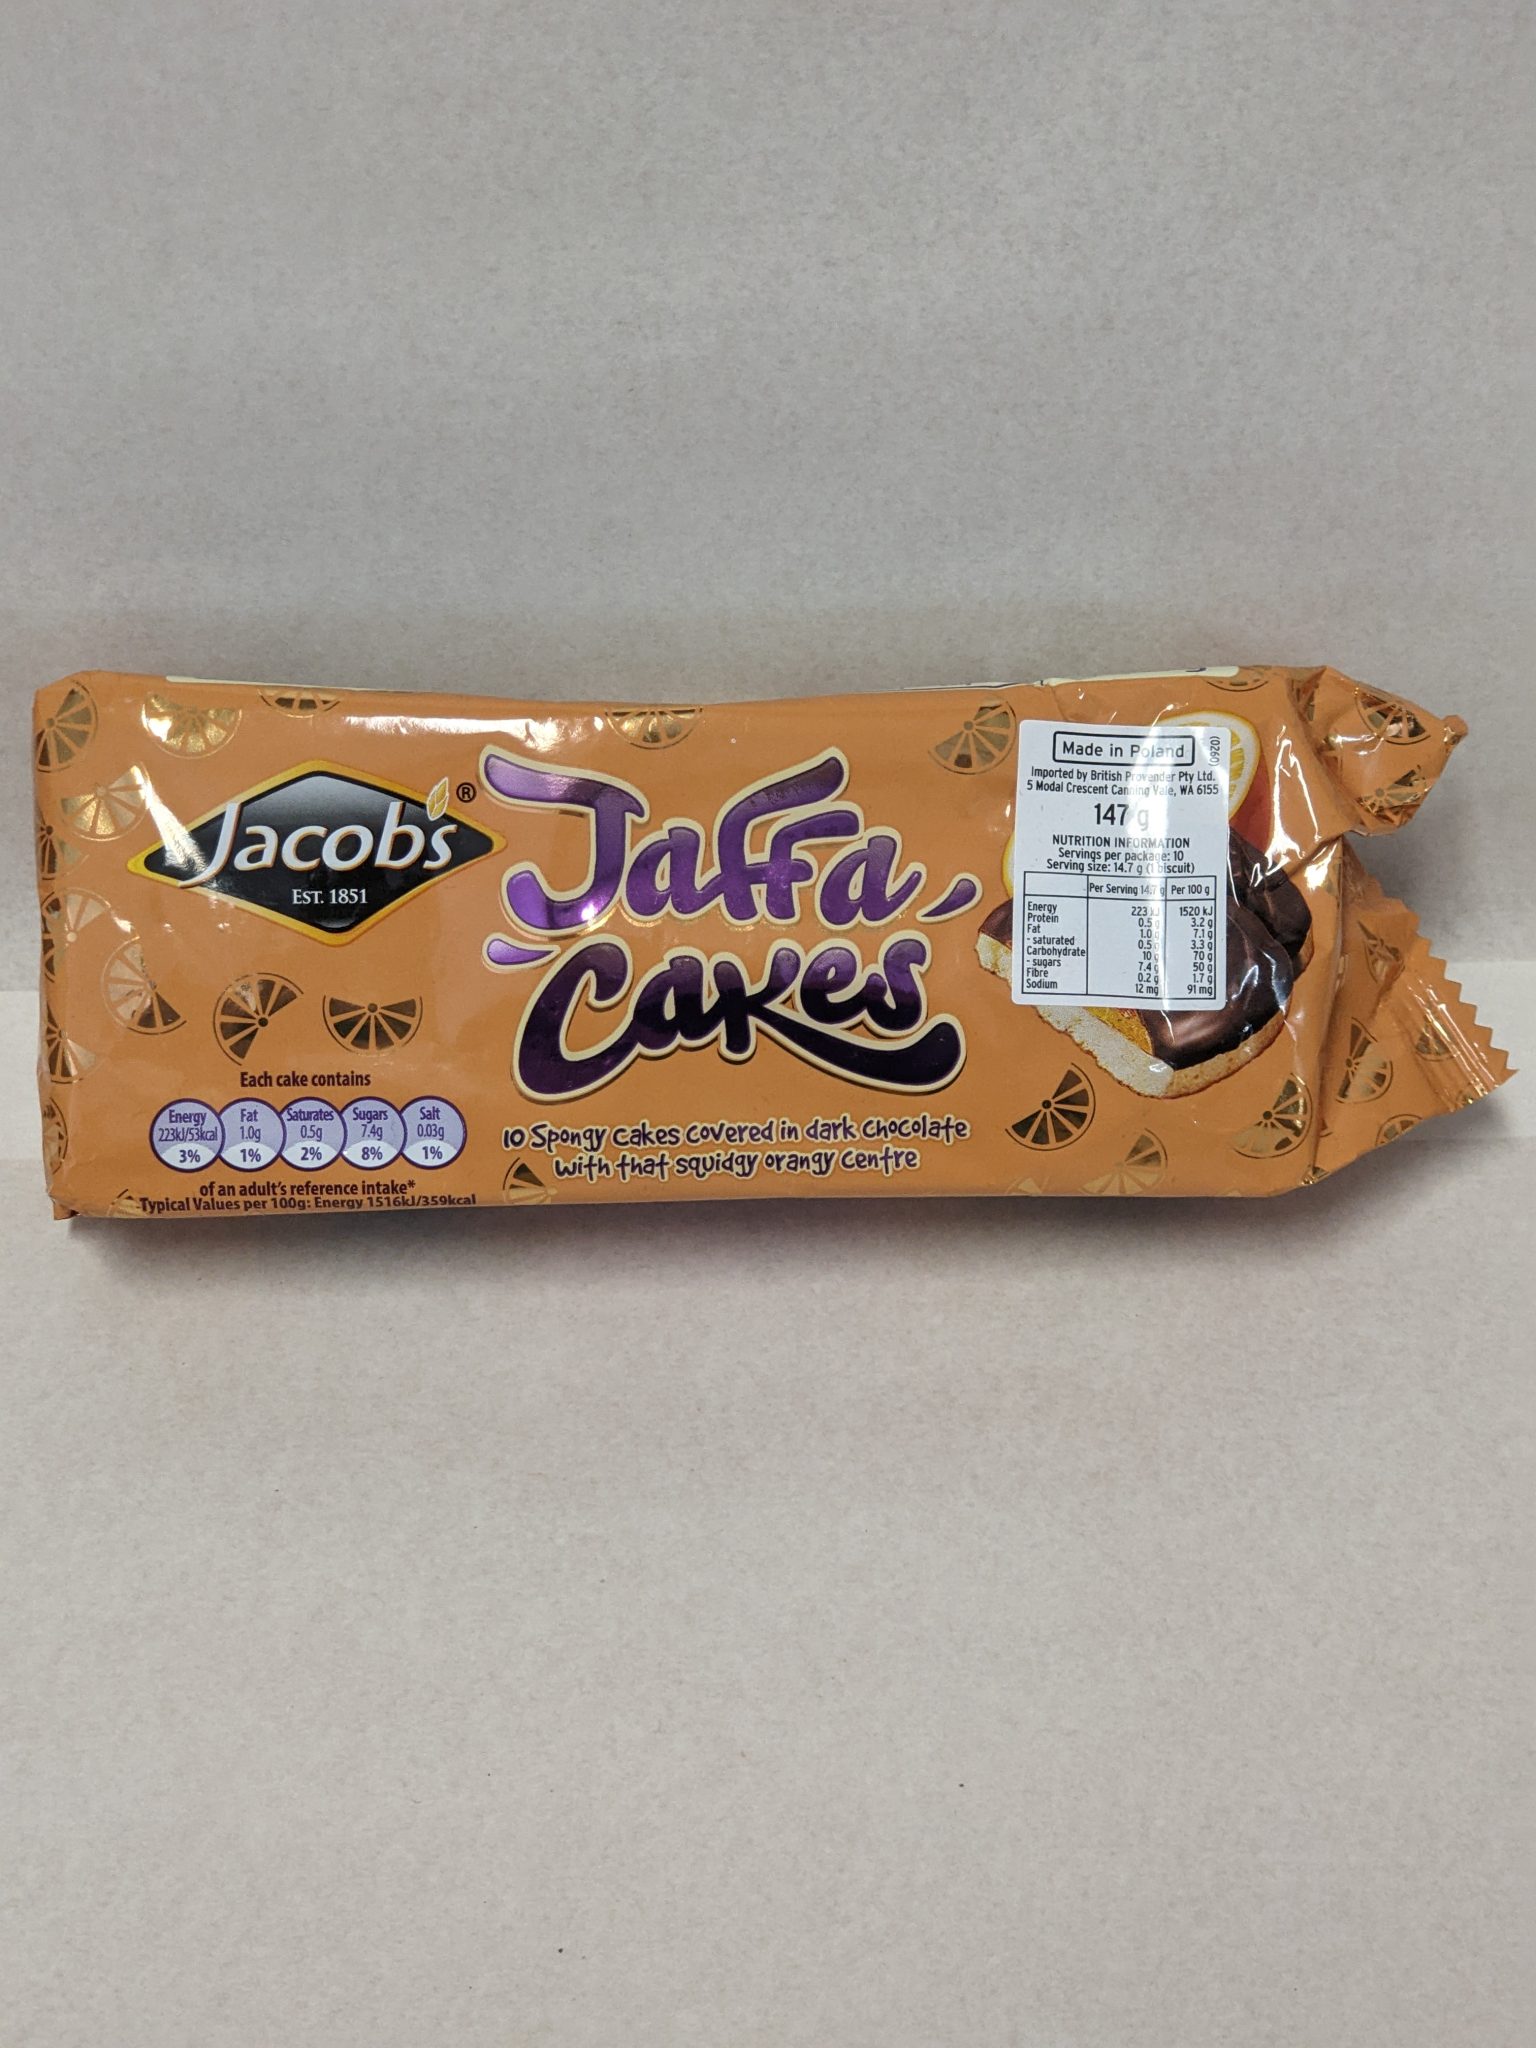 Jacob's
EST. 1851
®
Jaffa
Cakes
10 Spongy cakes covered in dark chocolate
with that squidgy orangy centre
Each cake contains
Energy Fat Saturates Sugars Salt
223kJ/53kcal 1.0g 0.5g 7.4g 0.03g
3% 1% 2% 8% 1%
of an adult's reference intake*
Typical Values per 100g: Energy 1516kJ/359kcal
Made in Poland
(0920)
Imported by British Provender Pty Ltd.
5 Modal Crescent Canning Vale, WA 6155
147 g
NUTRITION INFORMATION
Servings per package: 10
Serving size: 14.7 g (1 biscuit)
Per Serving 14.7 g Per 100 g
Energy 223 kJ 1520 kJ
Protein 0.5 g 3.2 g
Fat 1.0 g 7.1 g
- saturated 0.5 g 3.3 g
Carbohydrate 10 g 70 g
- sugars 7.4 g 50 g
Fibre 0.2 g 1.7 g
Sodium 12 mg 91 mg